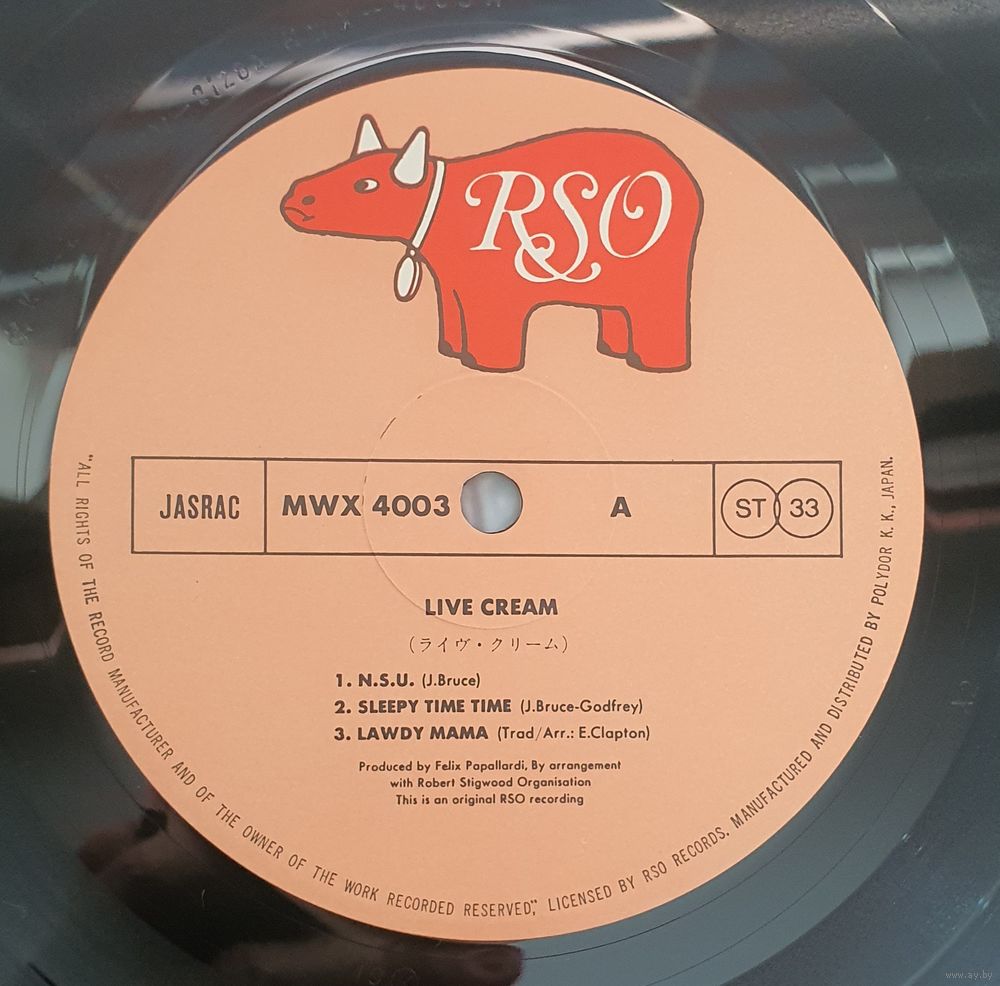 RSO
JASRAC
MWX 4003
A
ST 33
LIVE CREAM
(ライヴ・クリーム)
1. N.S.U. (J.Bruce)
2. SLEEPY TIME TIME (J.Bruce-Godfrey)
3. LAWDY MAMA (Trad/Arr.: E.Clapton)
Produced by Felix Papallardi, By arrangement
with Robert Stigwood Organisation
This is an original RSO recording
"ALL RIGHTS OF THE RECORD MANUFACTURER AND OF THE OWNER OF THE WORK RECORDED RESERVED," LICENSED BY RSO RECORDS. MANUFACTURED AND DISTRIBUTED BY POLYDOR K.K., JAPAN.
www.ay.by